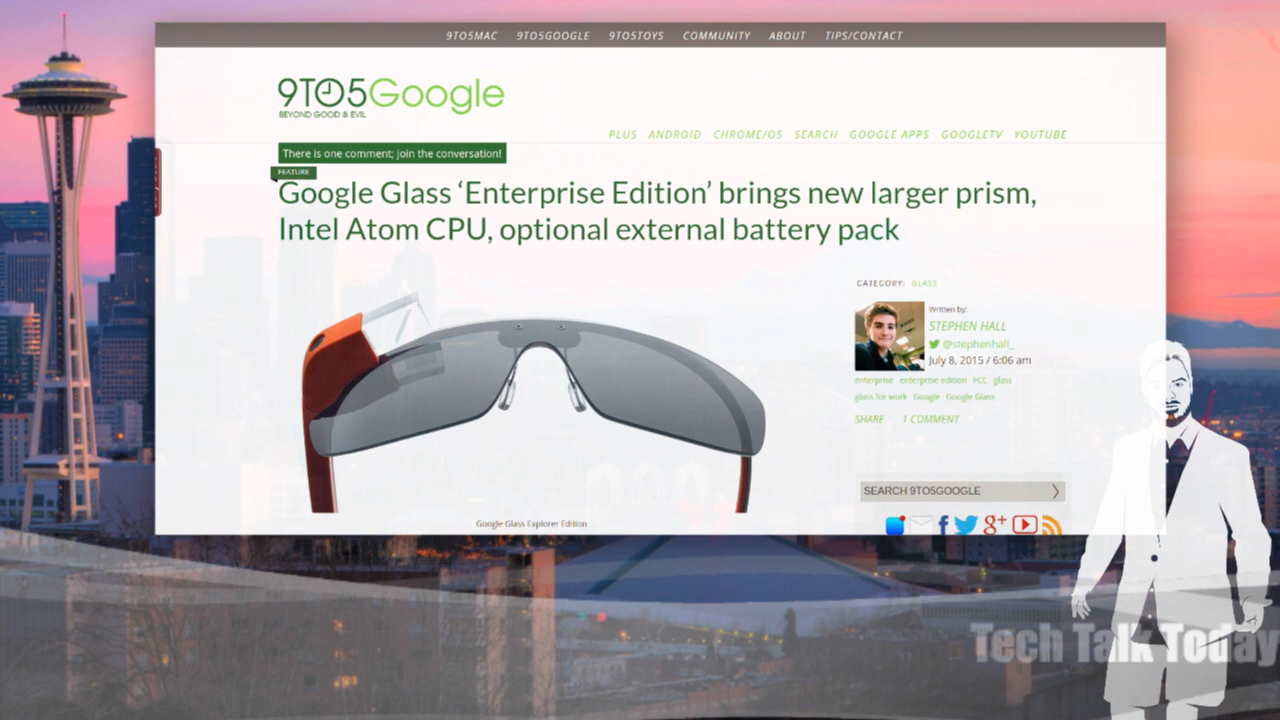 9TO5MAC 9TO5GOOGLE 9TO5TOYS COMMUNITY ABOUT TIPS/CONTACT
9TO5Google
BEYOND GOOD & EVIL
PLUS ANDROID CHROME/OS SEARCH GOOGLE APPS GOOGLETV YOUTUBE
There is one comment; join the conversation!
FEATURE
Google Glass ‘Enterprise Edition’ brings new larger prism,
Intel Atom CPU, optional external battery pack
CATEGORY: GLASS
Written by:
STEPHEN HALL
@stephenhall_
July 8, 2015 / 6:06 am
enterprise enterprise edition FCC glass
glass for work Google Google Glass
SHARE 1 COMMENT
SEARCH 9TO5GOOGLE
Google Glass Explorer Edition
Tech Talk Today